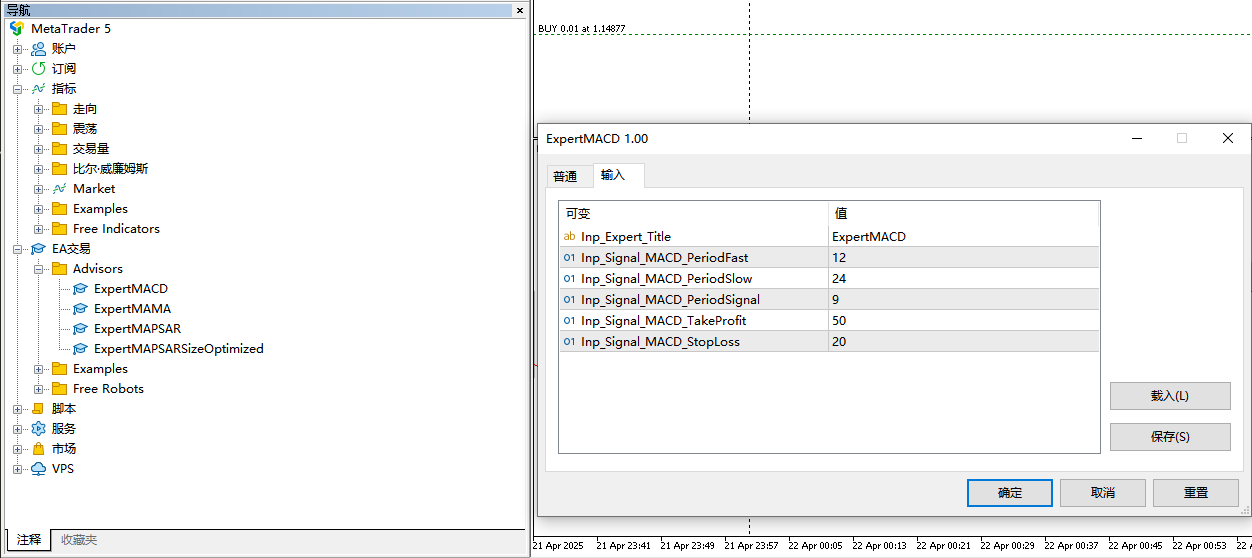 导航
MetaTrader 5
账户
订阅
指标
走向
震荡
交易量
比尔·威廉姆斯
Market
Examples
Free Indicators
EA交易
Advisors
ExpertMACD
ExpertMAMA
ExpertMAPSAR
ExpertMAPSARSizeOptimized
Examples
Free Robots
脚本
服务
市场
VPS
注释 收藏夹
BUY 0.01 at 1.14877
ExpertMACD 1.00
普通 输入
可变 值
ab Inp_Expert_Title ExpertMACD
01 Inp_Signal_MACD_PeriodFast 12
01 Inp_Signal_MACD_PeriodSlow 24
01 Inp_Signal_MACD_PeriodSignal 9
01 Inp_Signal_MACD_TakeProfit 50
01 Inp_Signal_MACD_StopLoss 20
载入(L)
保存(S)
确定 取消 重置
21 Apr 2025 21 Apr 23:41 21 Apr 23:49 21 Apr 23:57 22 Apr 00:05 22 Apr 00:13 22 Apr 00:21 22 Apr 00:29 22 Apr 00:37 22 Apr 00:45 22 Apr 00:53 22 A